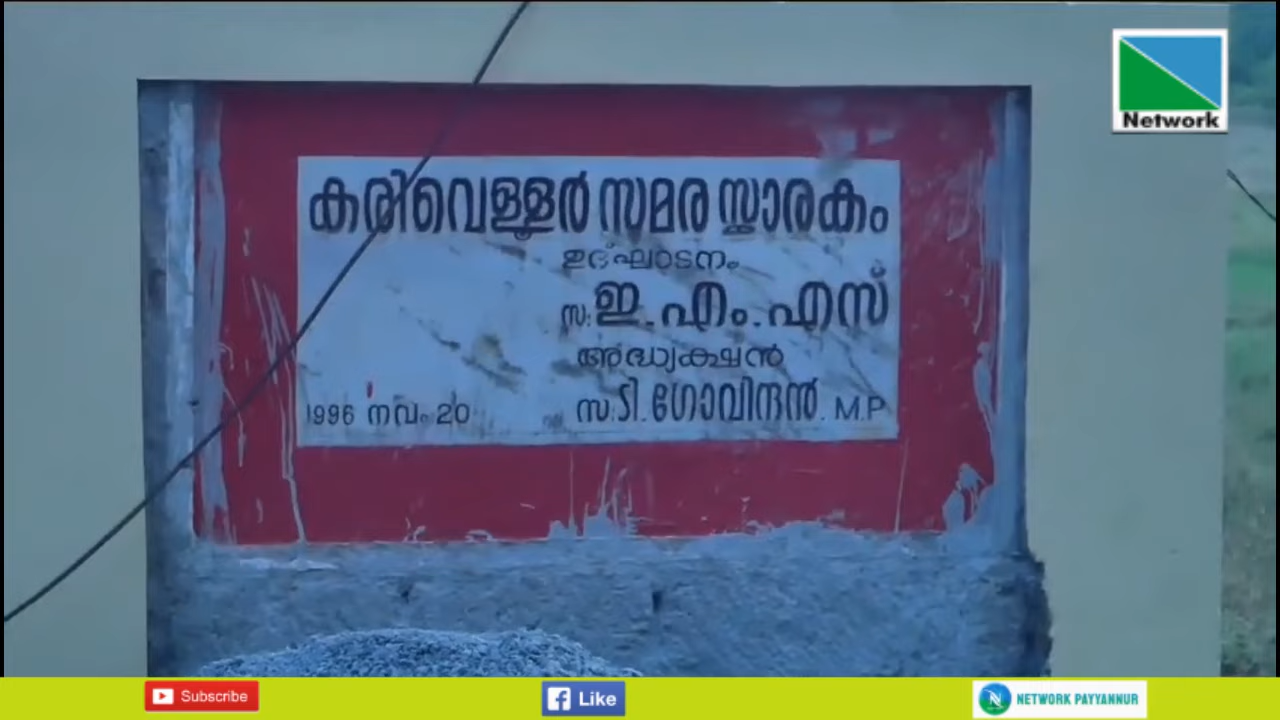 Network
കരിവെള്ളൂർ സമര സ്മാരകം
ഉദ്ഘാടനം
സ: ഇ.എം.എസ്
അദ്ധ്യക്ഷൻ
1996 നവം 20 സ: ടി. ഗോവിന്ദൻ. M.P
Subscribe
Like
NETWORK PAYYANNUR